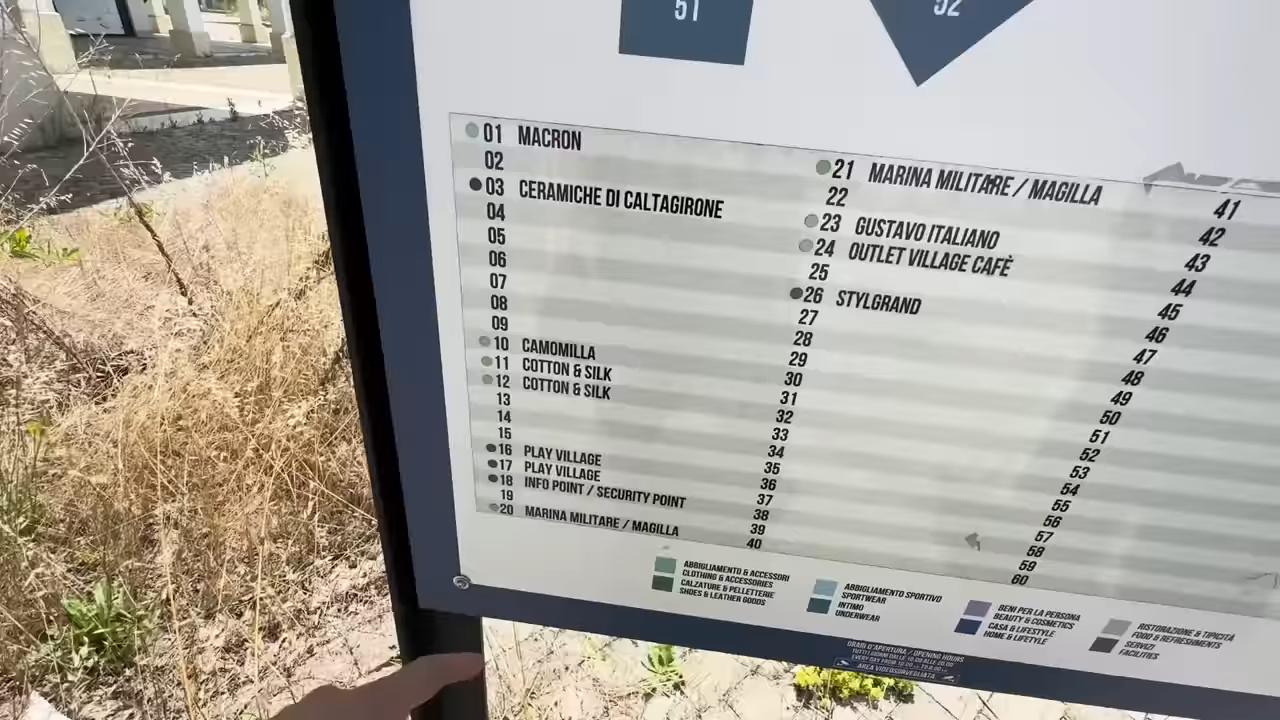 51
52
01 MACRON
02
03 CERAMICHE DI CALTAGIRONE
04
05
06
07
08
09
10 CAMOMILLA
11 COTTON & SILK
12 COTTON & SILK
13
14
15
16 PLAY VILLAGE
17 PLAY VILLAGE
18 INFO POINT / SECURITY POINT
19
20 MARINA MILITARE / MAGILLA
21 MARINA MILITARE / MAGILLA
22
23 GUSTAVO ITALIANO
24 OUTLET VILLAGE CAFÈ
25
26 STYLGRAND
27
28
29
30
31
32
33
34
35
36
37
38
39
40
41
42
43
44
45
46
47
48
49
50
51
52
53
54
55
56
57
58
59
60
ABBIGLIAMENTO & ACCESSORI
CLOTHING & ACCESSORIES
CALZATURE & PELLETTERIE
SHOES & LEATHER GOODS
ABBIGLIAMENTO SPORTIVO
SPORTWEAR
INTIMO
UNDERWEAR
BENI PER LA PERSONA
BEAUTY & COSMETICS
CASA & LIFESTYLE
HOME & LIFETYLE
RISTORAZIONE & TIPICITÀ
FOOD & REFRESHMENTS
SERVIZI
FACILITIES
ORARI D'APERTURA / OPENING HOURS
AREA VIDEOSORVEGLIATA